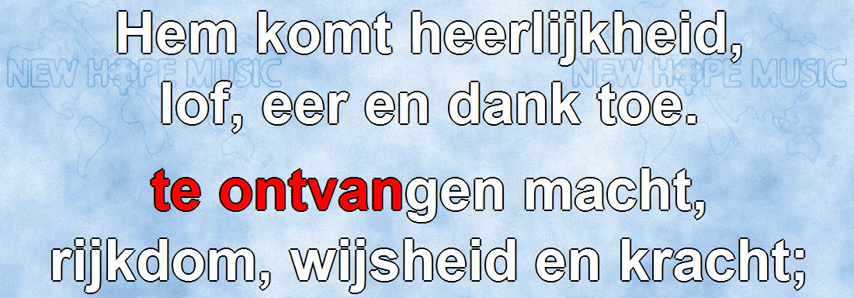 Hem komt heerlijkheid,
NEW HOPE MUSIC NEW HOPE MUSIC
lof, eer en dank toe.
te ontvangen macht,
rijkdom, wijsheid en kracht;